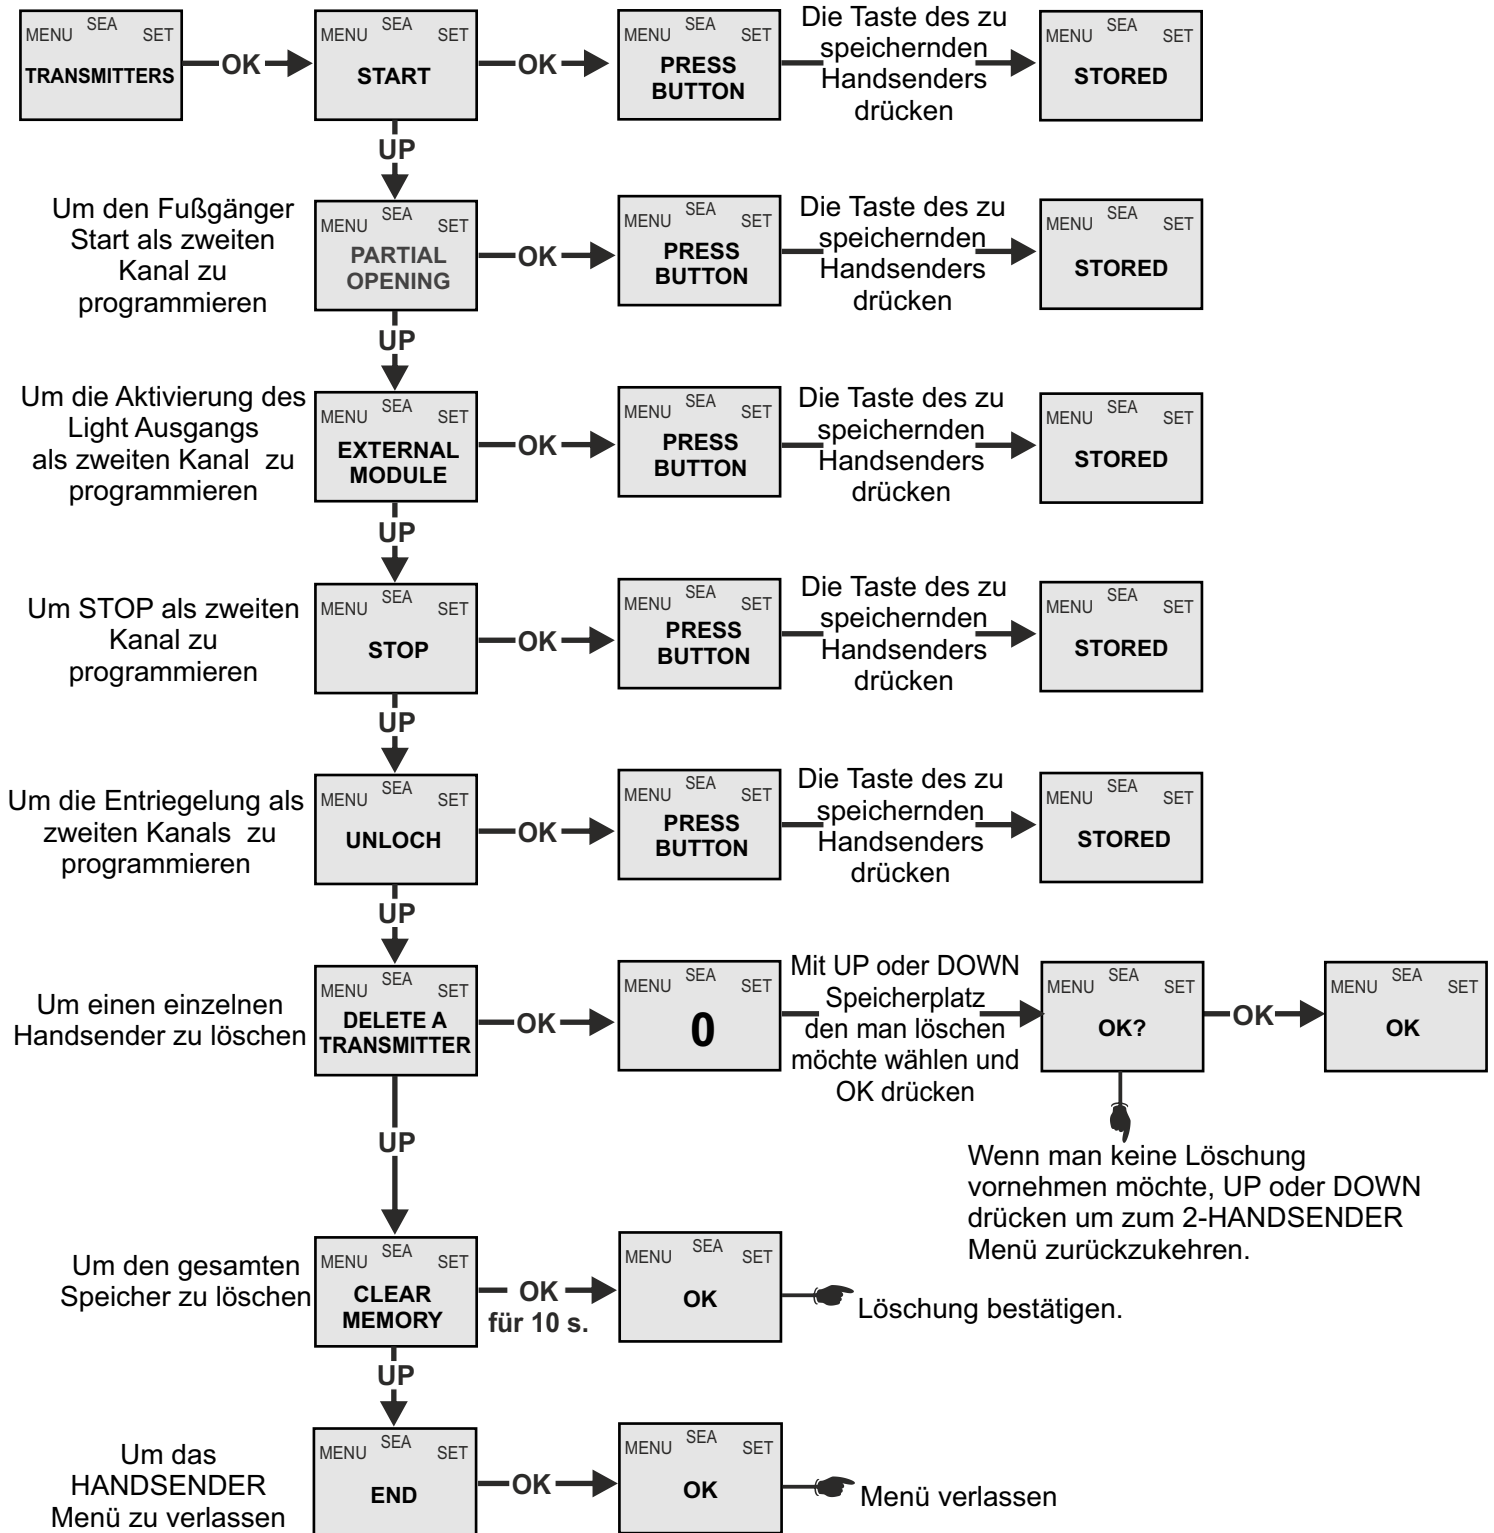 MENU SEA SET
TRANSMITTERS
OK
MENU SEA SET
START
OK
MENU SEA SET
PRESS
BUTTON
Die Taste des zu
speichernden
Handsenders
drücken
MENU SEA SET
STORED
UP
Um den Fußgänger
Start als zweiten
Kanal zu
programmieren
MENU SEA SET
PARTIAL
OPENING
OK
MENU SEA SET
PRESS
BUTTON
Die Taste des zu
speichernden
Handsenders
drücken
MENU SEA SET
STORED
UP
Um die Aktivierung des
Light Ausgangs
als zweiten Kanal zu
programmieren
MENU SEA SET
EXTERNAL
MODULE
OK
MENU SEA SET
PRESS
BUTTON
Die Taste des zu
speichernden
Handsenders
drücken
MENU SEA SET
STORED
UP
Um STOP als zweiten
Kanal zu
programmieren
MENU SEA SET
STOP
OK
MENU SEA SET
PRESS
BUTTON
Die Taste des zu
speichernden
Handsenders
drücken
MENU SEA SET
STORED
UP
Um die Entriegelung als
zweiten Kanals zu
programmieren
MENU SEA SET
UNLOCH
OK
MENU SEA SET
PRESS
BUTTON
Die Taste des zu
speichernden
Handsenders
drücken
MENU SEA SET
STORED
UP
Um einen einzelnen
Handsender zu löschen
MENU SEA SET
DELETE A
TRANSMITTER
OK
MENU SEA SET
0
Mit UP oder DOWN
Speicherplatz
den man löschen
möchte wählen und
OK drücken
MENU SEA SET
OK?
OK
MENU SEA SET
OK
Wenn man keine Löschung
vornehmen möchte, UP oder DOWN
drücken um zum 2-HANDSENDER
Menü zurückzukehren.
UP
Um den gesamten
Speicher zu löschen
MENU SEA SET
CLEAR
MEMORY
OK
für 10 s.
MENU SEA SET
OK
Löschung bestätigen.
UP
Um das
HANDSENDER
Menü zu verlassen
MENU SEA SET
END
OK
MENU SEA SET
OK
Menü verlassen